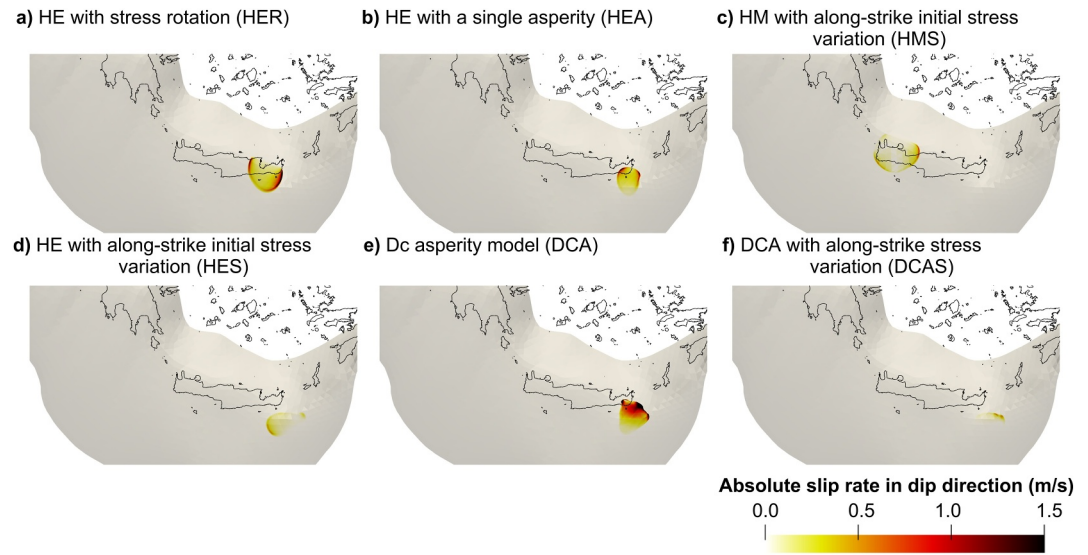 a) HE with stress rotation (HER)
b) HE with a single asperity (HEA)
c) HM with along-strike initial stress
variation (HMS)
d) HE with along-strike initial stress
variation (HES)
e) Dc asperity model (DCA)
f) DCA with along-strike stress
variation (DCAS)
Absolute slip rate in dip direction (m/s)
0.0 0.5 1.0 1.5